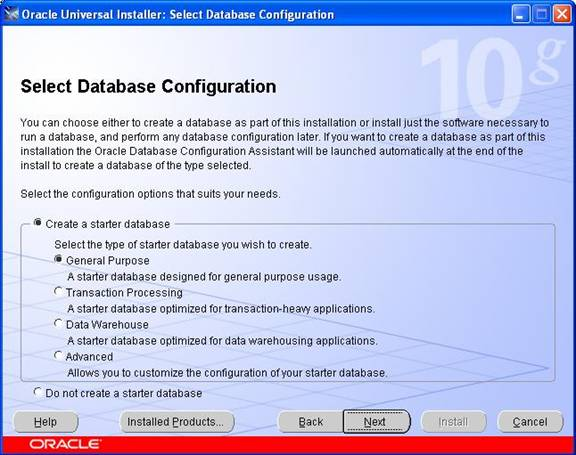 Oracle Universal Installer: Select Database Configuration
10g
Select Database Configuration
You can choose either to create a database as part of this installation or install just the software necessary to
run a database, and perform any database configuration later. If you want to create a database as part of this
installation the Oracle Database Configuration Assistant will be launched automatically at the end of the
install to create a database of the type selected.
Select the configuration options that suits your needs.
Create a starter database
Select the type of starter database you wish to create.
General Purpose
A starter database designed for general purpose usage.
Transaction Processing
A starter database optimized for transaction-heavy applications.
Data Warehouse
A starter database optimized for data warehousing applications.
Advanced
Allows you to customize the configuration of your starter database.
Do not create a starter database
Help Installed Products... Back Next Install Cancel
ORACLE